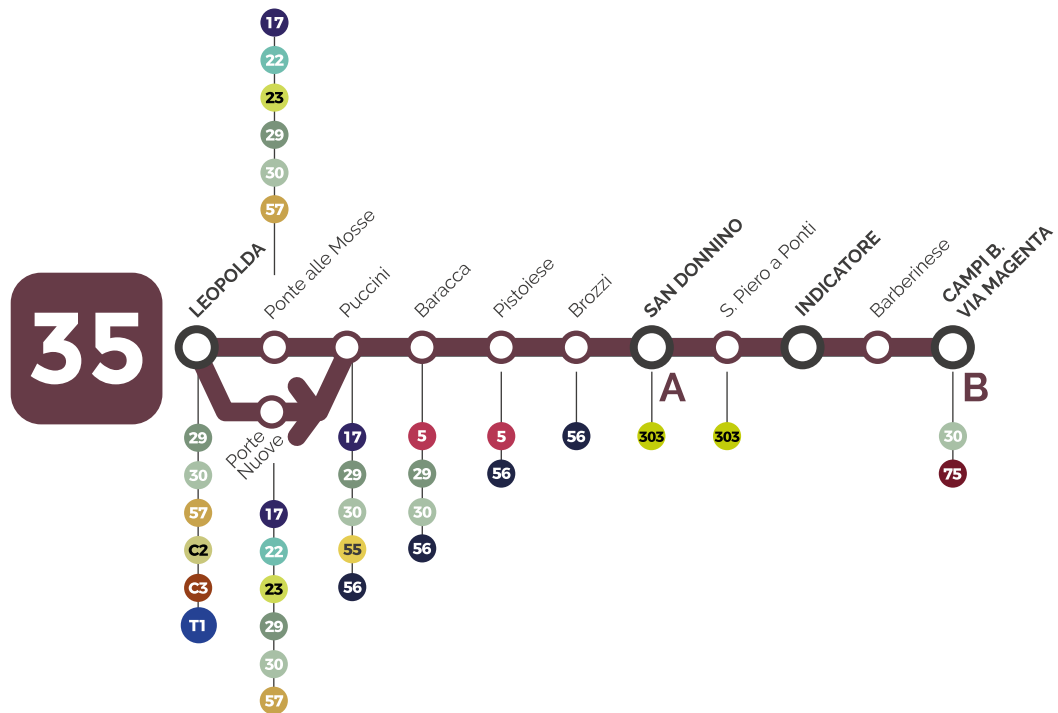 17
22
23
29
30
57
35
LEOPOLDA
Ponte alle Mosse
Puccini
Baracca
Pistoiese
Brozzi
SAN DONNINO
S. Piero a Ponti
INDICATORE
Barberinese
CAMPI B.
VIA MAGENTA
A
B
29
30
57
C2
C3
T1
Porte
Nuove
17
22
23
29
30
57
17
29
30
55
56
5
29
30
56
5
56
56
303
303
30
75